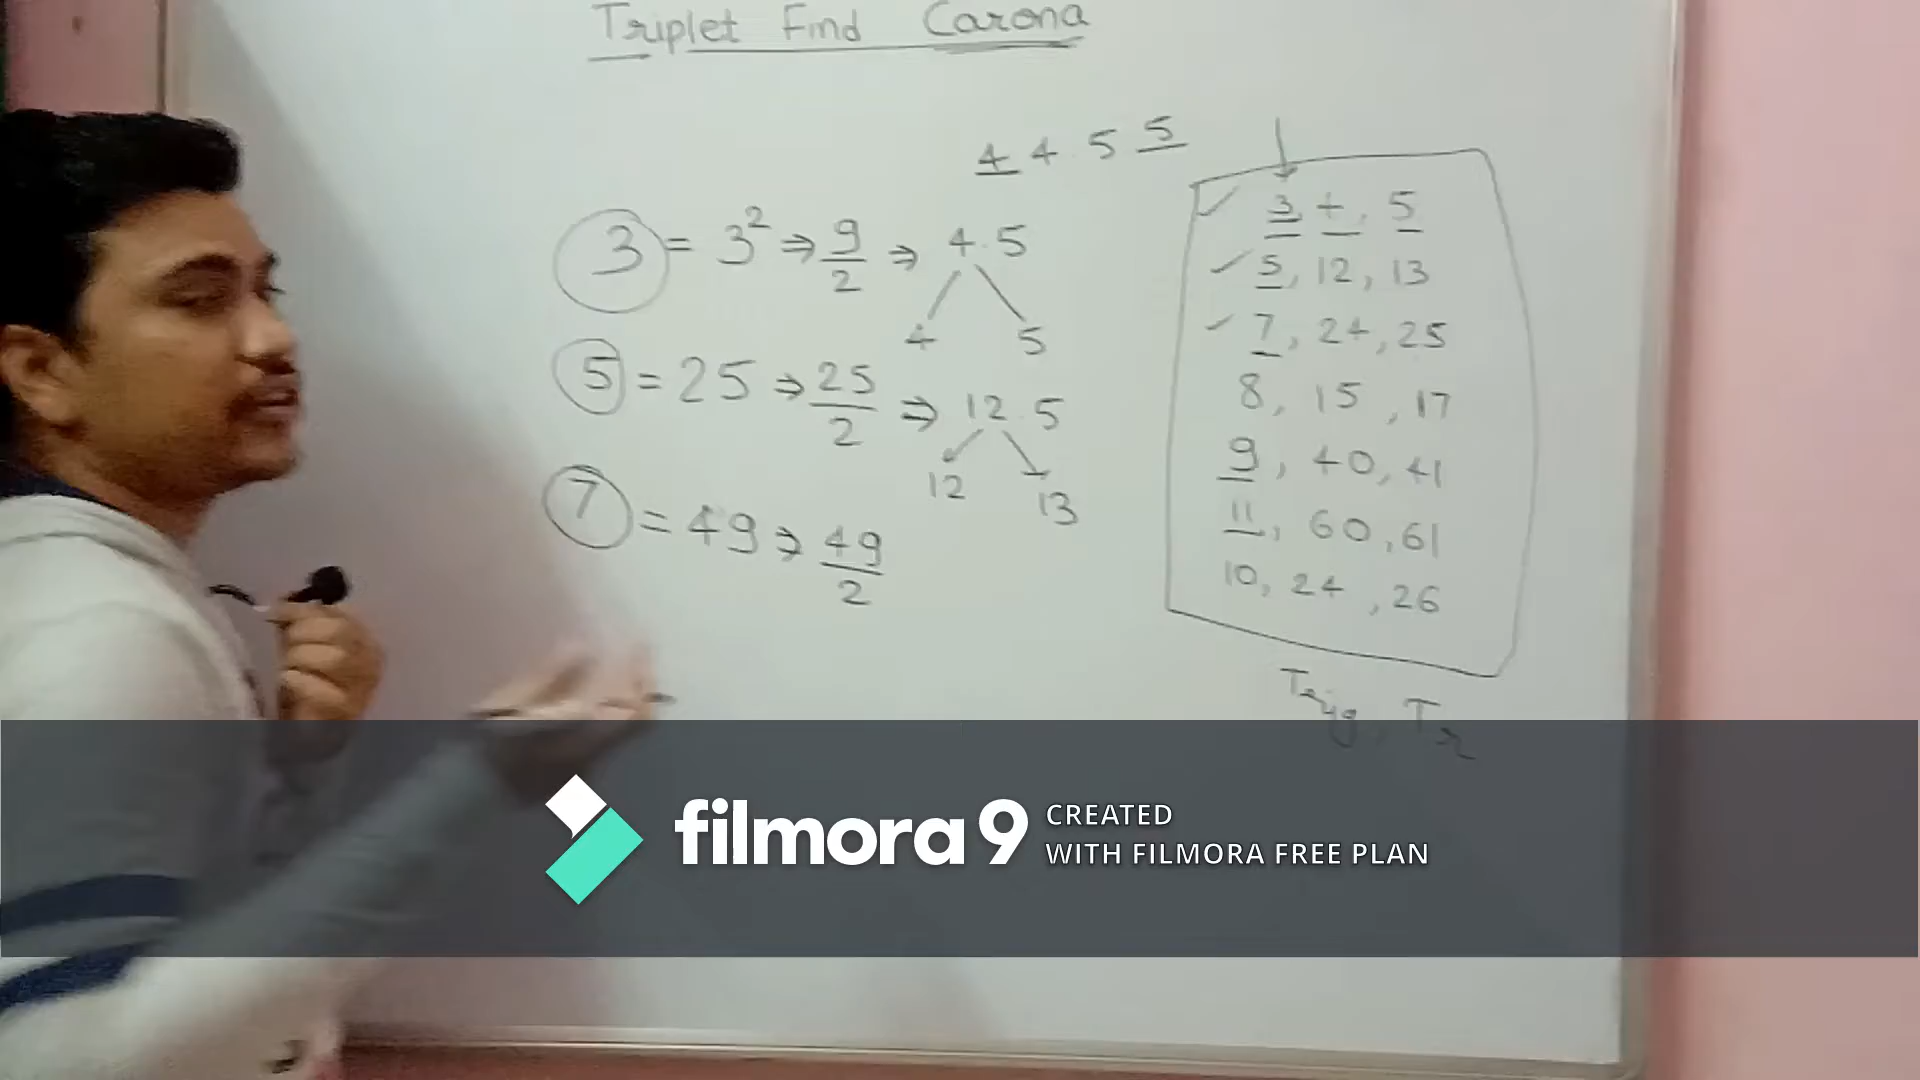 Triplet Find Carona
4 4.5 5
3 = 3² ⇒ 9/2 ⇒ 4.5
4 5
5 = 25 ⇒ 25/2 ⇒ 12.5
12 13
7 = 49 ⇒ 49/2
3, 4, 5
5, 12, 13
7, 24, 25
8, 15, 17
9, 40, 41
11, 60, 61
10, 24, 26
Trig, Tr
filmora9
CREATED
WITH FILMORA FREE PLAN